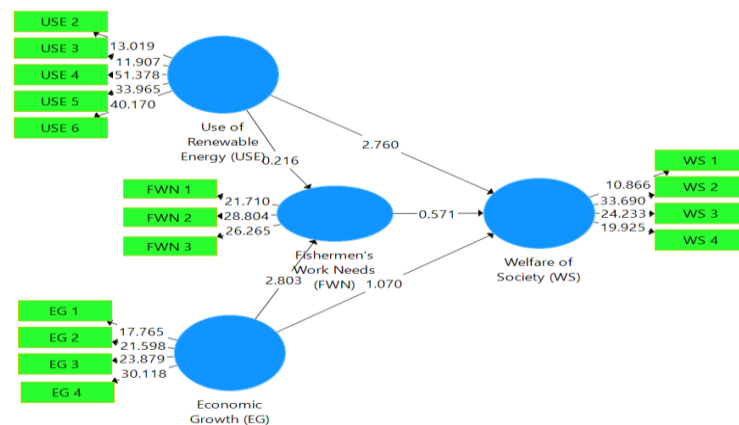 USE 2
USE 3
USE 4
USE 5
USE 6
13.019
11.907
51.378
33.965
40.170
Use of
Renewable
Energy (USE)
0.216
2.760
FWN 1
FWN 2
FWN 3
21.710
28.804
26.265
Fishermen's
Work Needs
(FWN)
0.571
2.803
1.070
WS 1
WS 2
WS 3
WS 4
10.866
33.690
24.233
19.925
Welfare of
Society (WS)
EG 1
EG 2
EG 3
EG 4
17.765
21.598
23.879
30.118
Economic
Growth (EG)